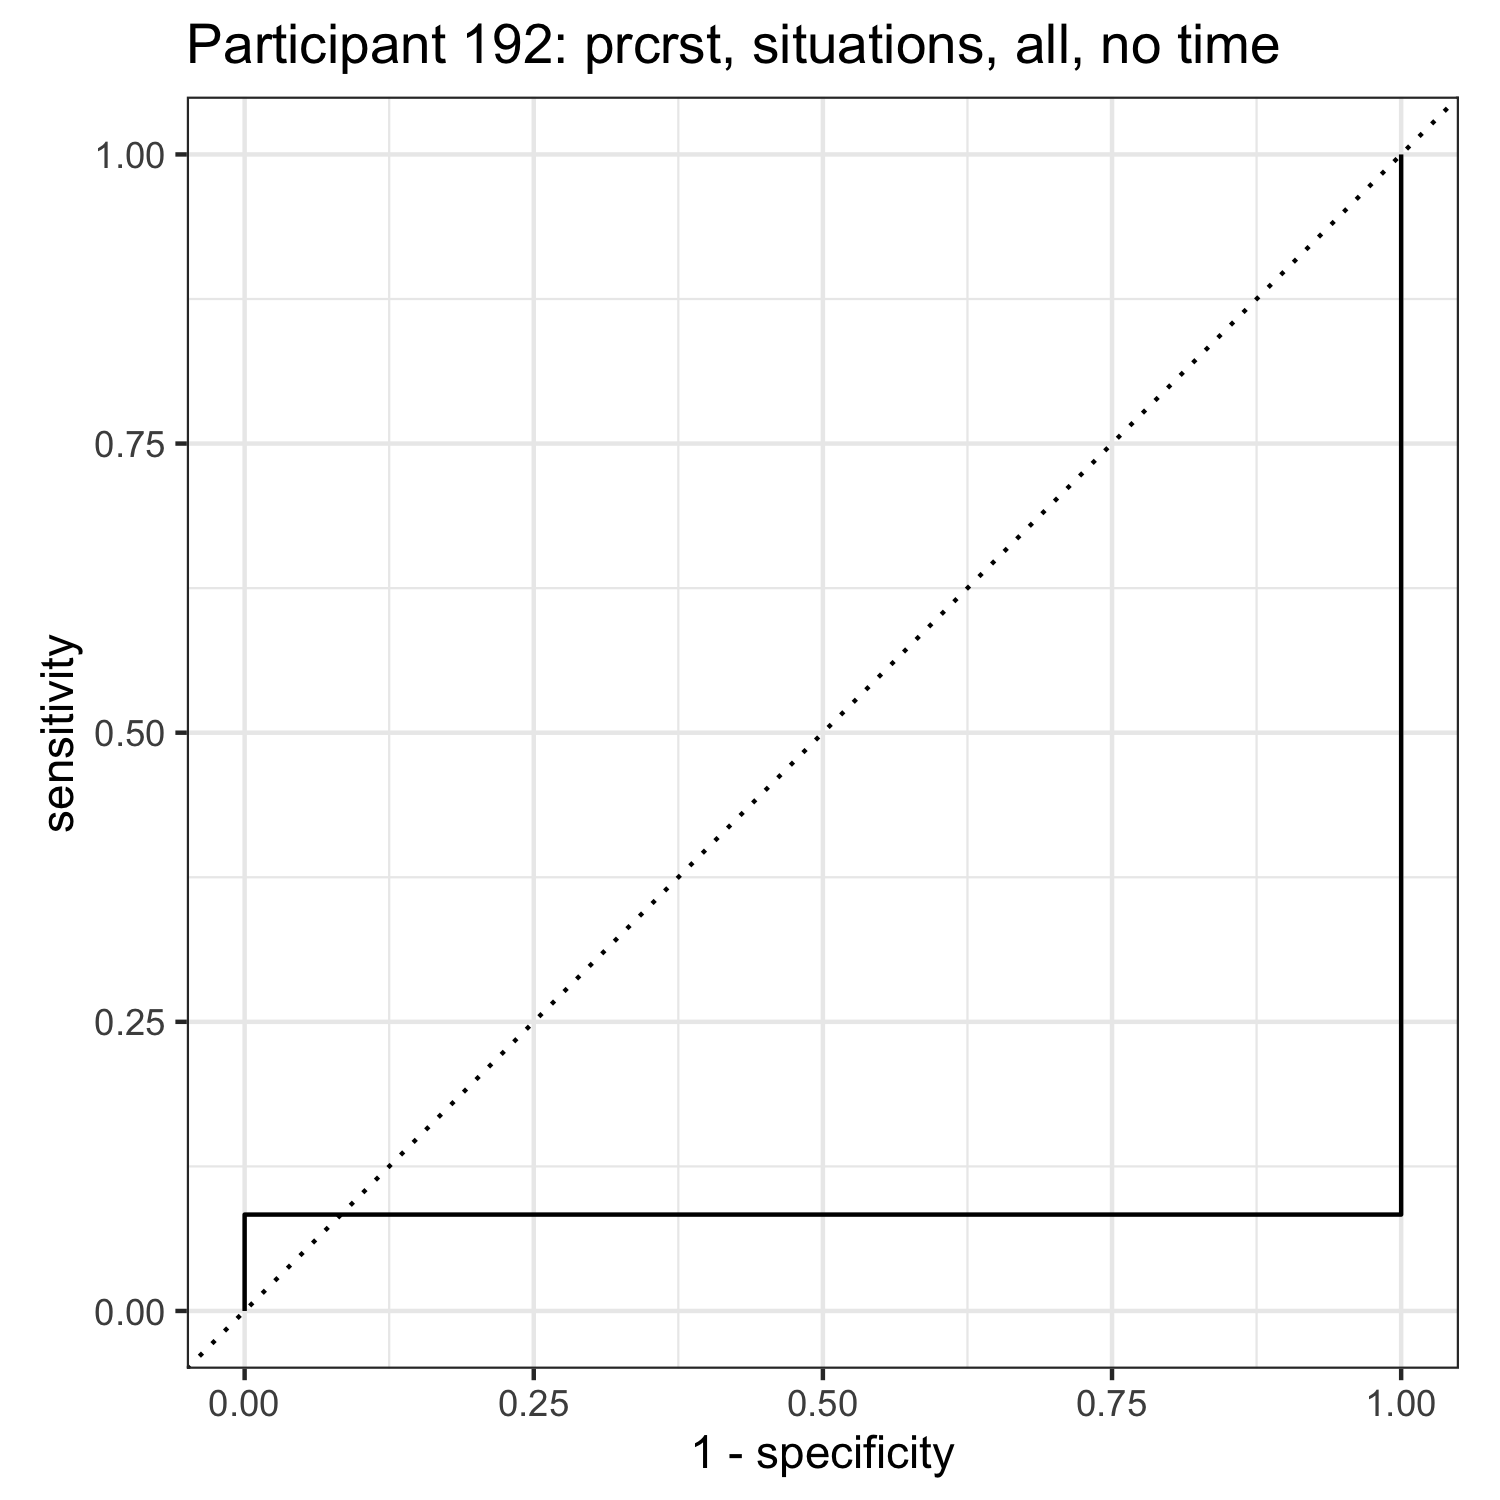 Participant 192: prcrst, situations, all, no time
1.00
0.75
0.50
0.25
0.00
sensitivity
0.00 0.25 0.50 0.75 1.00
1 - specificity